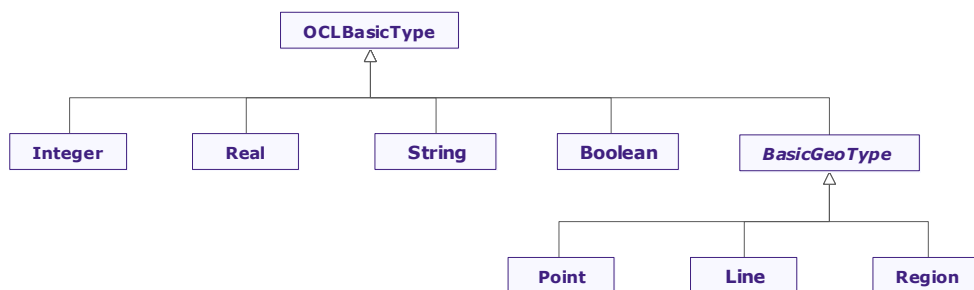 OCLBasicType
Integer
Real
String
Boolean
BasicGeoType
Point
Line
Region